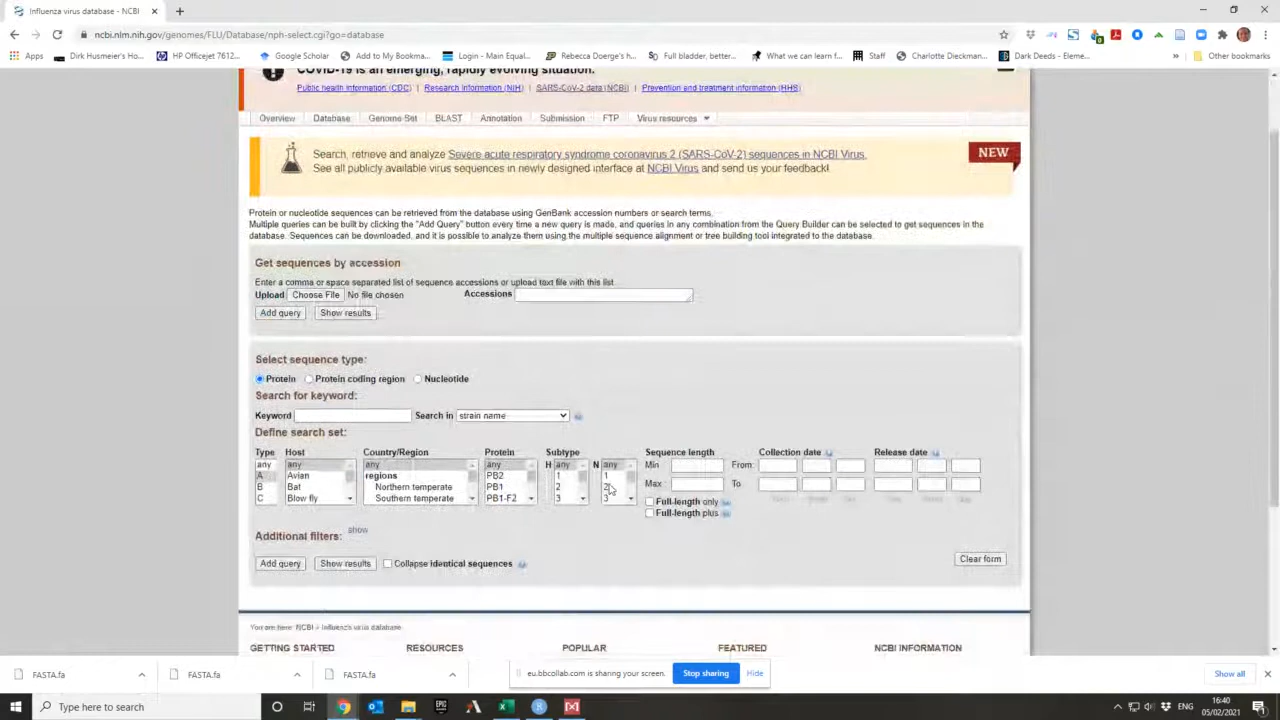 Influenza virus database - NCBI
ncbi.nlm.nih.gov/genomes/FLU/Database/nph-select.cgi?go=database
Apps Dirk Husmeier's Ho... HP Officejet 7612... Google Scholar Add to My Bookma... Login - Main Equal... Rebecca Doerge's h... Full bladder, better... What we can learn f... Staff Charlotte Dieckman... Dark Deeds - Eleme... » Other bookmarks
COVID-19 is an emerging, rapidly evolving situation.
Public health information (CDC) | Research information (NIH) | SARS-CoV-2 data (NCBI) | Prevention and treatment information (HHS)
Overview Database Genome Set BLAST Annotation Submission FTP Virus resources
Search, retrieve and analyze Severe acute respiratory syndrome coronavirus 2 (SARS-CoV-2) sequences in NCBI Virus. NEW
See all publicly available virus sequences in newly designed interface at NCBI Virus and send us your feedback!
Protein or nucleotide sequences can be retrieved from the database using GenBank accession numbers or search terms.
Multiple queries can be built by clicking the "Add Query" button every time a new query is made, and queries in any combination from the Query Builder can be selected to get sequences in the
database. Sequences can be downloaded, and it is possible to analyze them using the multiple sequence alignment or tree building tool integrated to the database.
Get sequences by accession
Enter a comma or space separated list of sequence accessions or upload text file with this list.
Upload Choose File No file chosen Accessions
Add query Show results
Select sequence type:
Protein Protein coding region Nucleotide
Search for keyword:
Keyword Search in strain name
Define search set:
Type Host Country/Region Protein Subtype Sequence length Collection date Release date
any any any any H any N any Min From:
A Avian regions PB2 1 1
B Bat Northern temperate PB1 2 2 Max To
C Blow fly Southern temperate PB1-F2 3 3
Full-length only
Full-length plus
Additional filters: show
Add query Show results Collapse identical sequences Clear form
You are here: NCBI > Influenza virus database
GETTING STARTED RESOURCES POPULAR FEATURED NCBI INFORMATION
FASTA.fa FASTA.fa FASTA.fa eu.bbcollab.com is sharing your screen. Stop sharing Hide Show all
Type here to search ENG 16:40
05/02/2021